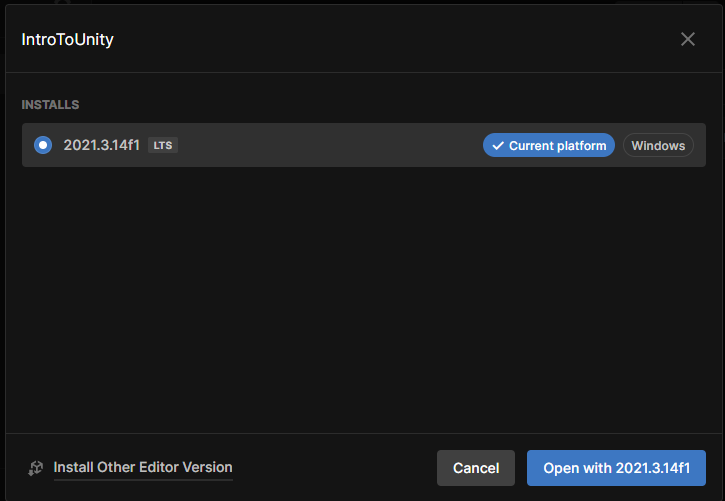 IntroToUnity
INSTALLS
2021.3.14f1 LTS Current platform Windows
Install Other Editor Version Cancel Open with 2021.3.14f1